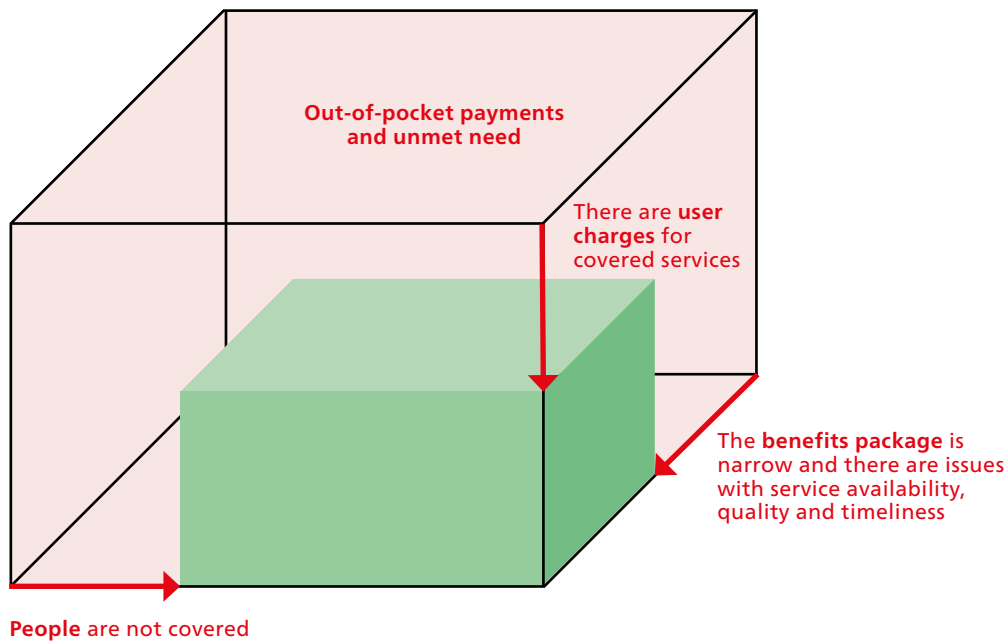 Out-of-pocket payments
and unmet need
There are user
charges for
covered services
The benefits package is
narrow and there are issues
with service availability,
quality and timeliness
People are not covered